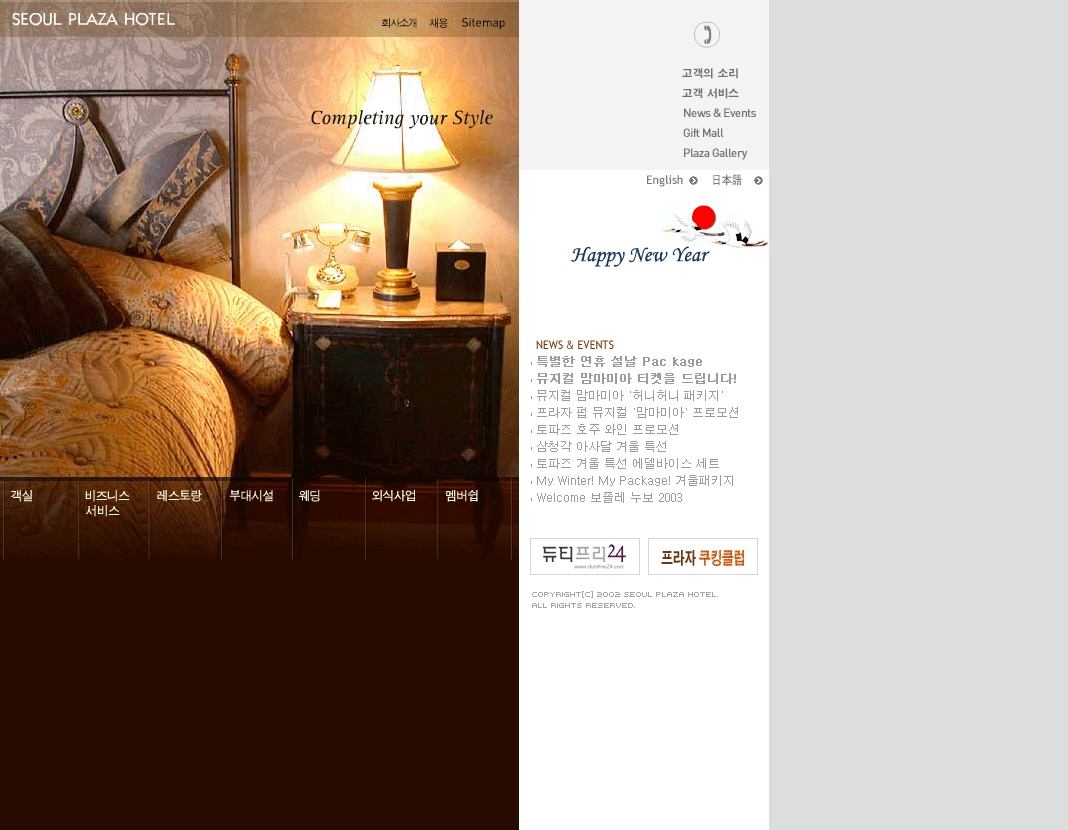 SEOUL PLAZA HOTEL
회사소개 채용 Sitemap
Completing your Style
고객의 소리
고객 서비스
News & Events
Gift Mall
Plaza Gallery
English 日本語
Happy New Year
NEWS & EVENTS
특별한 연휴 설날 Pac kage
뮤지컬 맘마미아 티켓을 드립니다!
뮤지컬 맘마미아 '허니허니 패키지'
프라자 펍 뮤지컬 '맘마미아' 프로모션
토파즈 호주 와인 프로모션
삼청각 아사달 겨울 특선
토파즈 겨울 특선 에델바이스 세트
My Winter! My Package! 겨울패키지
Welcome 보졸레 누보 2003
객실 비즈니스 서비스 레스토랑 부대시설 웨딩 외식사업 멤버쉽
듀티프리24
www.dutyfree24.com
프라자 쿠킹클럽
COPYRIGHT[C] 2002 SEOUL PLAZA HOTEL.
ALL RIGHTS RESERVED.